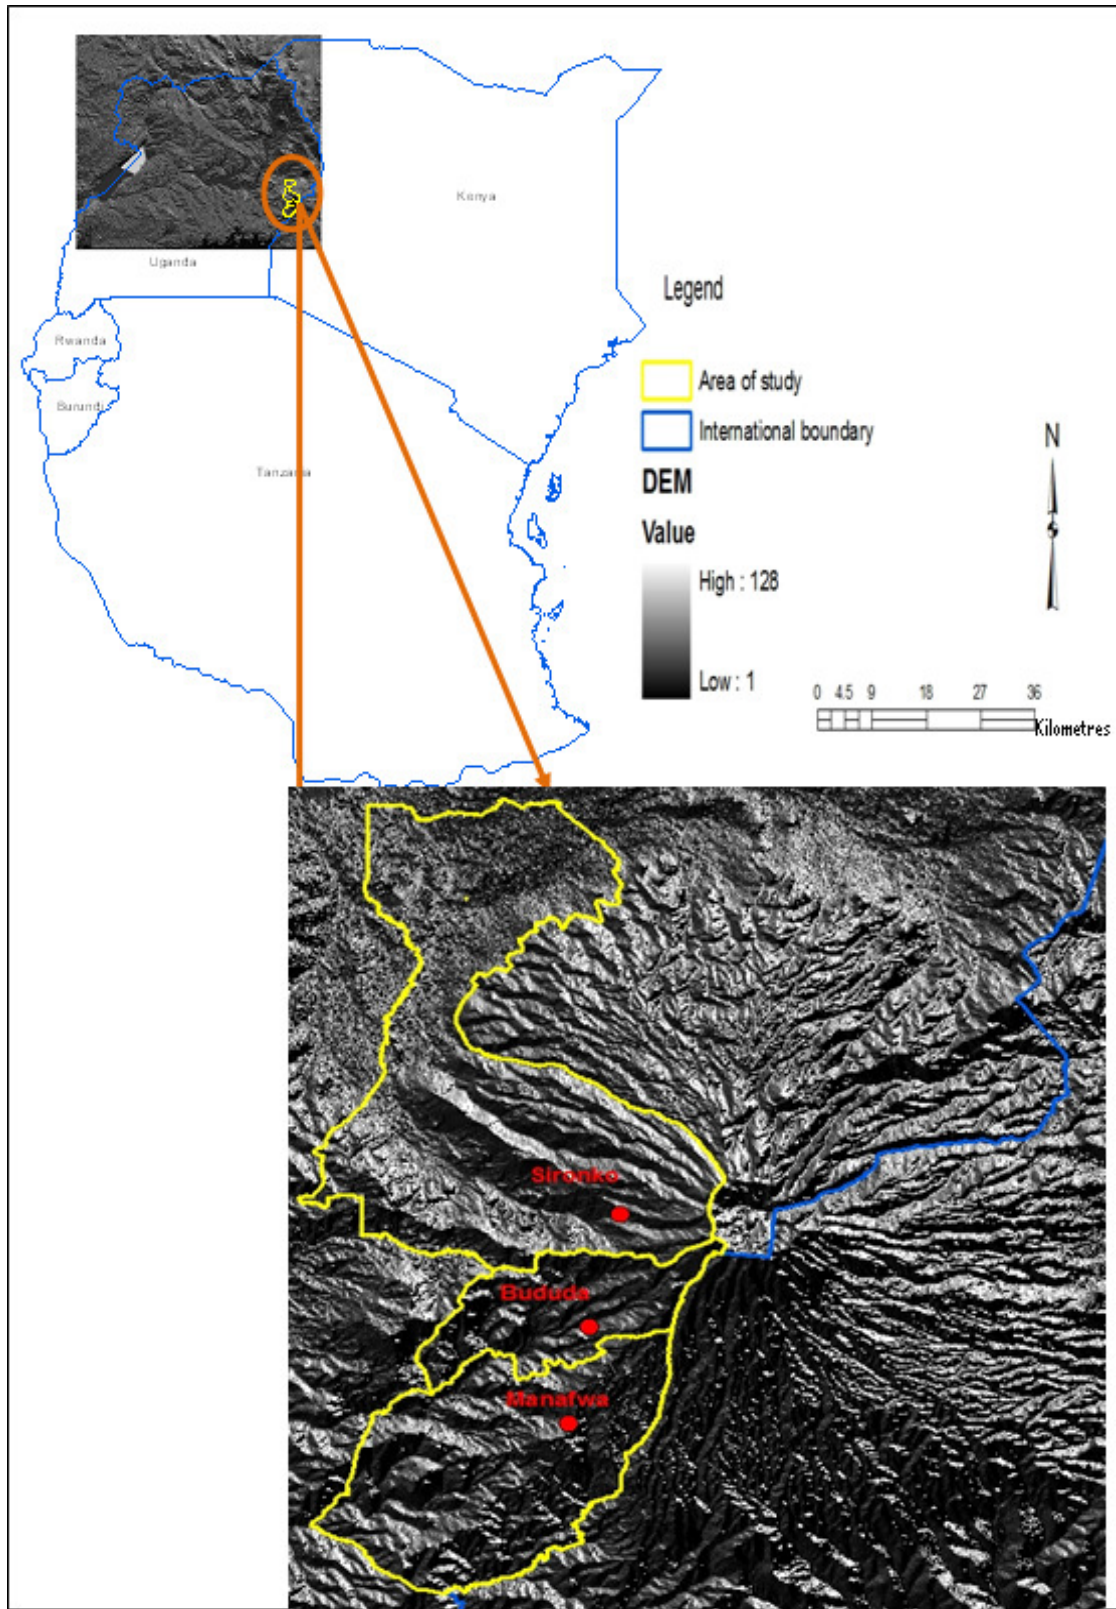 Kenya
Uganda
Legend
Rwanda
Area of study
Burundi
International boundary
N
Tanzania
DEM
Value
High : 128
Low : 1
0 4.5 9 18 27 36
Kilometres
Sironko
Bududa
Manafwa